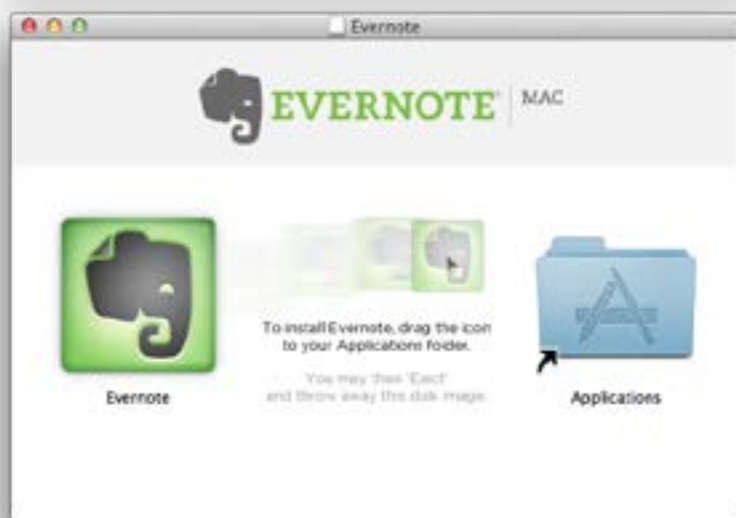 Evernote
EVERNOTE® MAC
To install Evernote, drag the icon
to your Applications folder.
You may then 'Eject'
and throw away this disk image.
Evernote
Applications